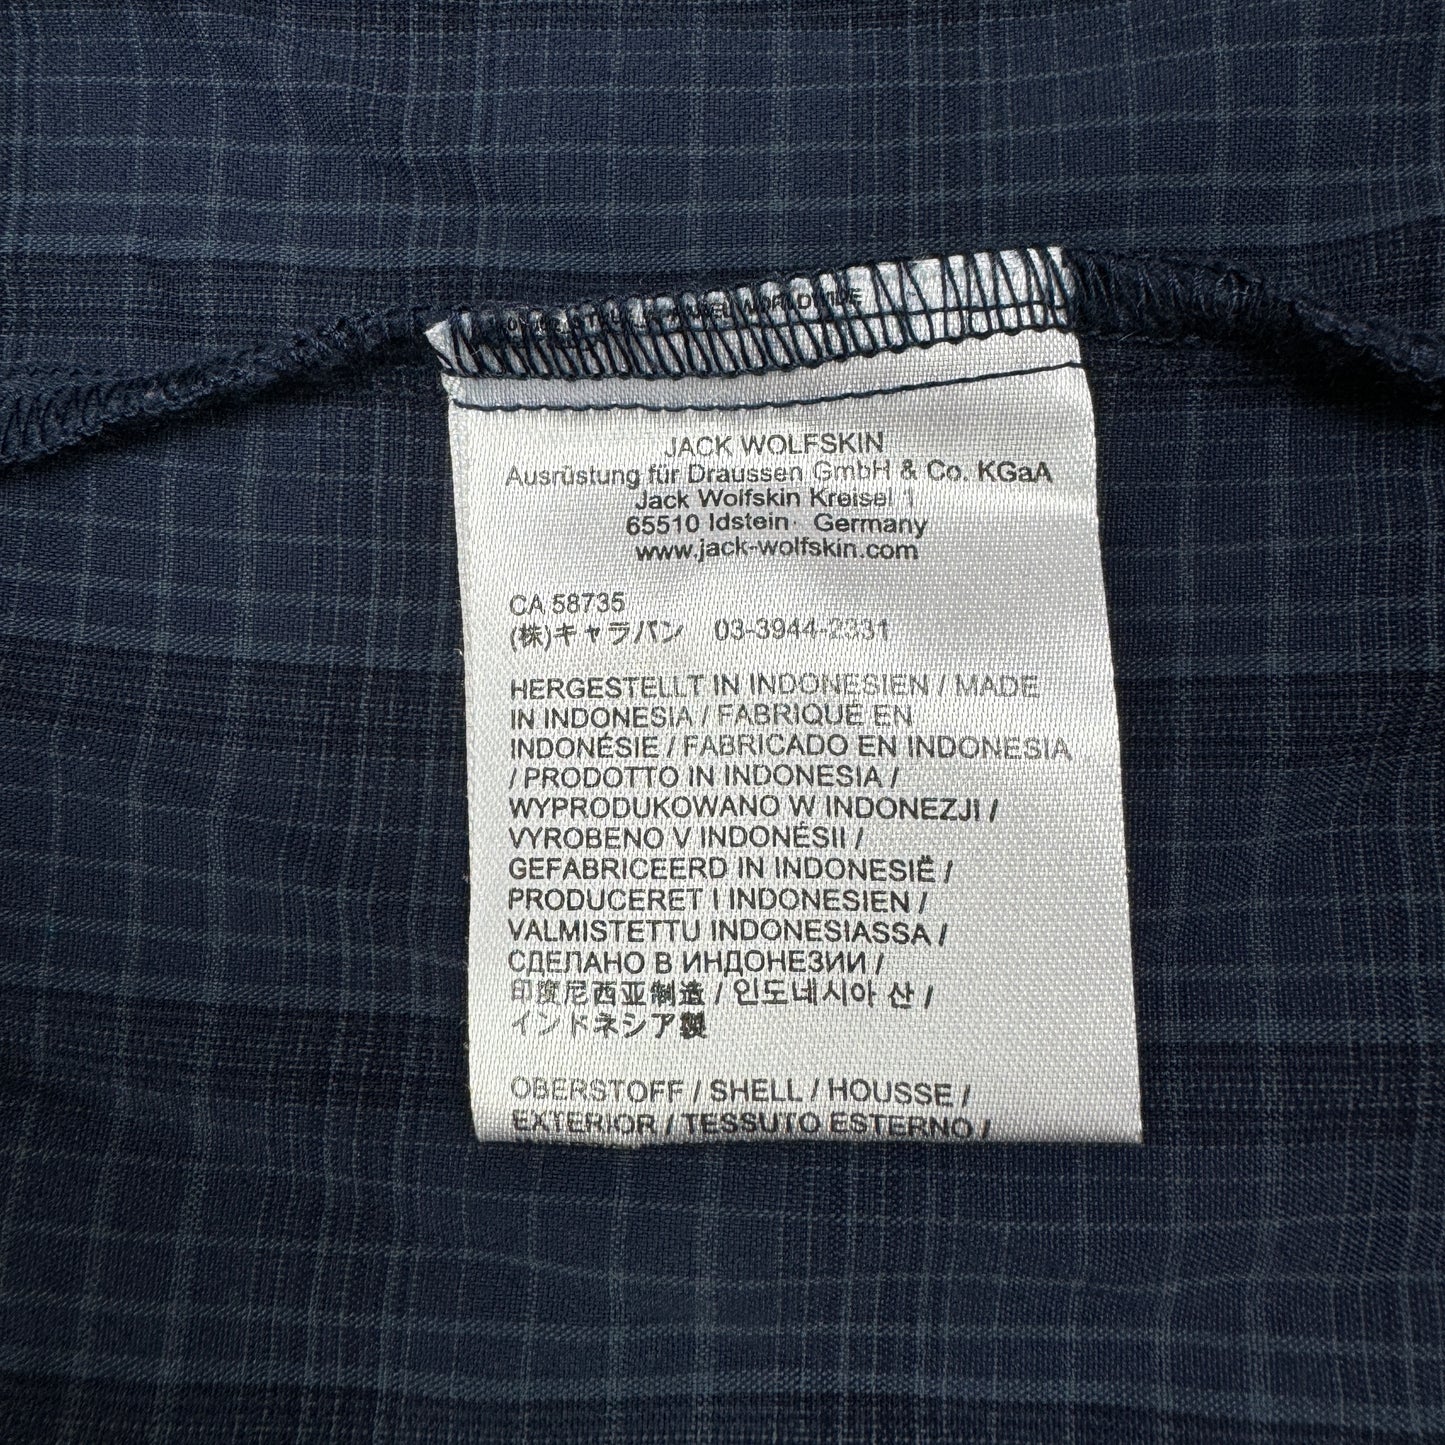 WORLDWIDE
JACK WOLFSKIN
Ausrüstung für Draussen GmbH & Co. KGaA
Jack Wolfskin Kreisel 1
65510 Idstein· Germany
www.jack-wolfskin.com
CA 58735
(株)キャラバン 03-3944-2331
HERGESTELLT IN INDONESIEN / MADE
IN INDONESIA / FABRIQUÉ EN
INDONÉSIE / FABRICADO EN INDONESIA
/ PRODOTTO IN INDONESIA /
WYPRODUKOWANO W INDONEZJI /
VYROBENO V INDONÉSII /
GEFABRICEERD IN INDONESIË /
PRODUCERET I INDONESIEN /
VALMISTETTU INDONESIASSA /
СДЕЛАНО В ИНДОНЕЗИИ /
印度尼西亚制造 / 인도네시아 산 /
インドネシア製
OBERSTOFF / SHELL / HOUSSE /
EXTERIOR / TESSUTO ESTERNO /